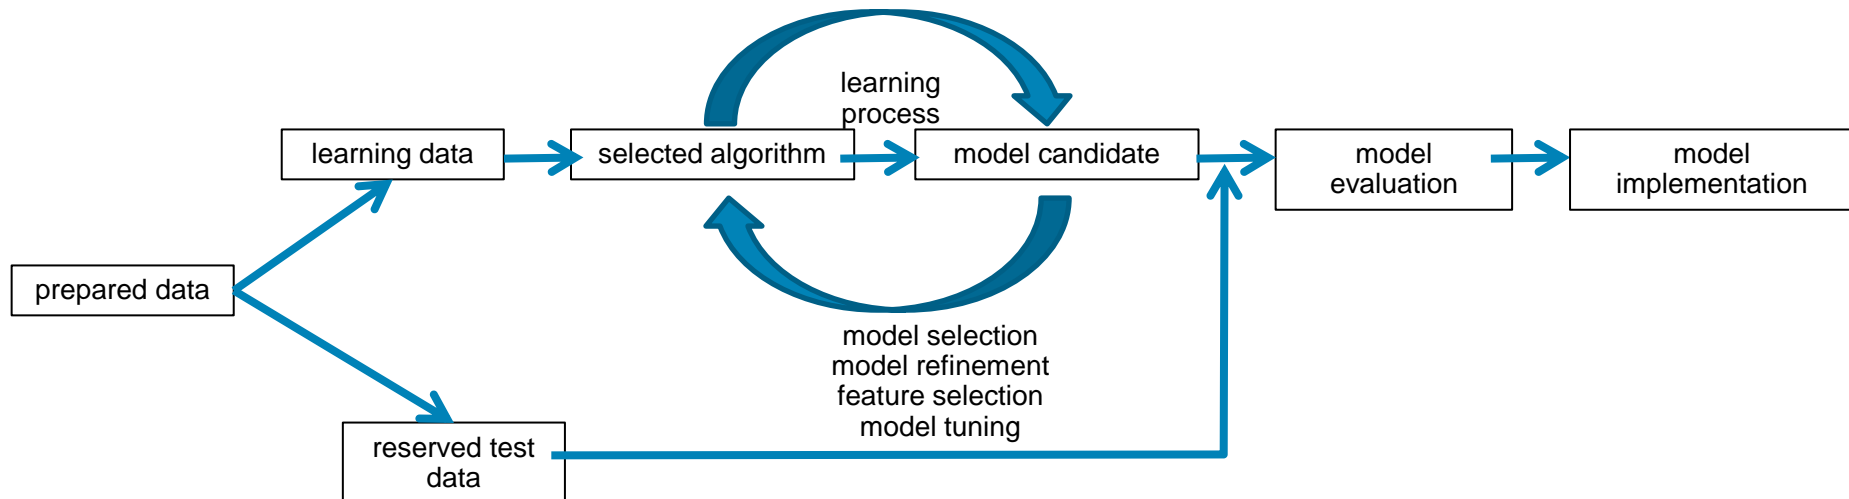 learning
process
learning data
selected algorithm
model candidate
model
evaluation
model
implementation
prepared data
model selection
model refinement
feature selection
model tuning
reserved test
data